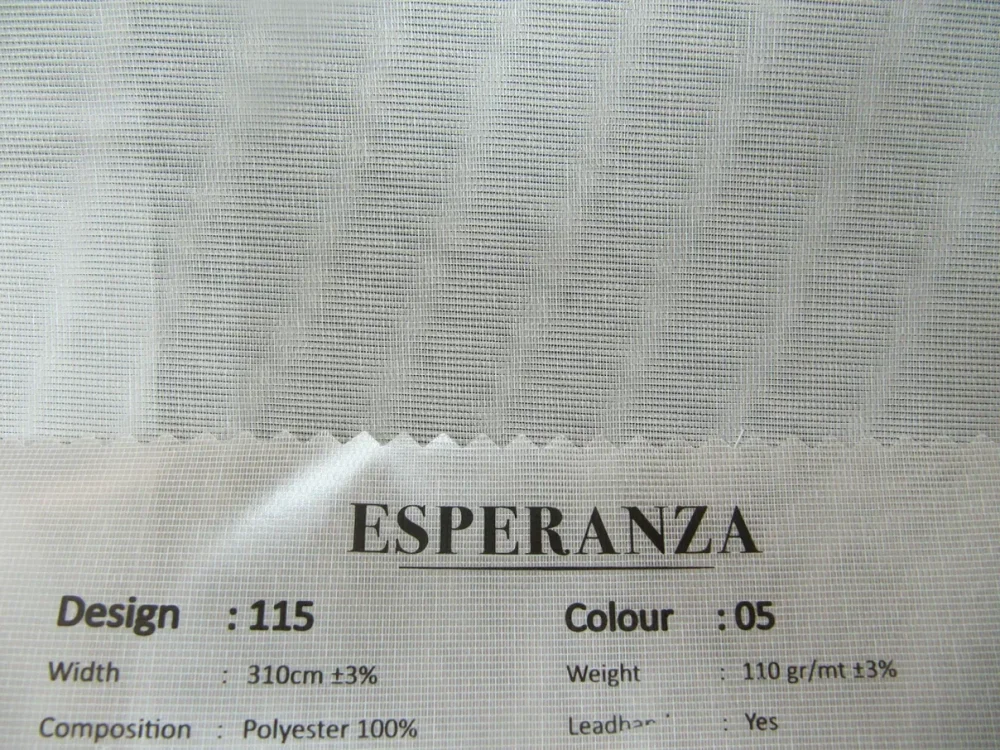 ESPERANZA
Design : 115 Colour : 05
Width : 310cm ±3% Weight : 110 gr/mt ±3%
Composition : Polyester 100% : Yes